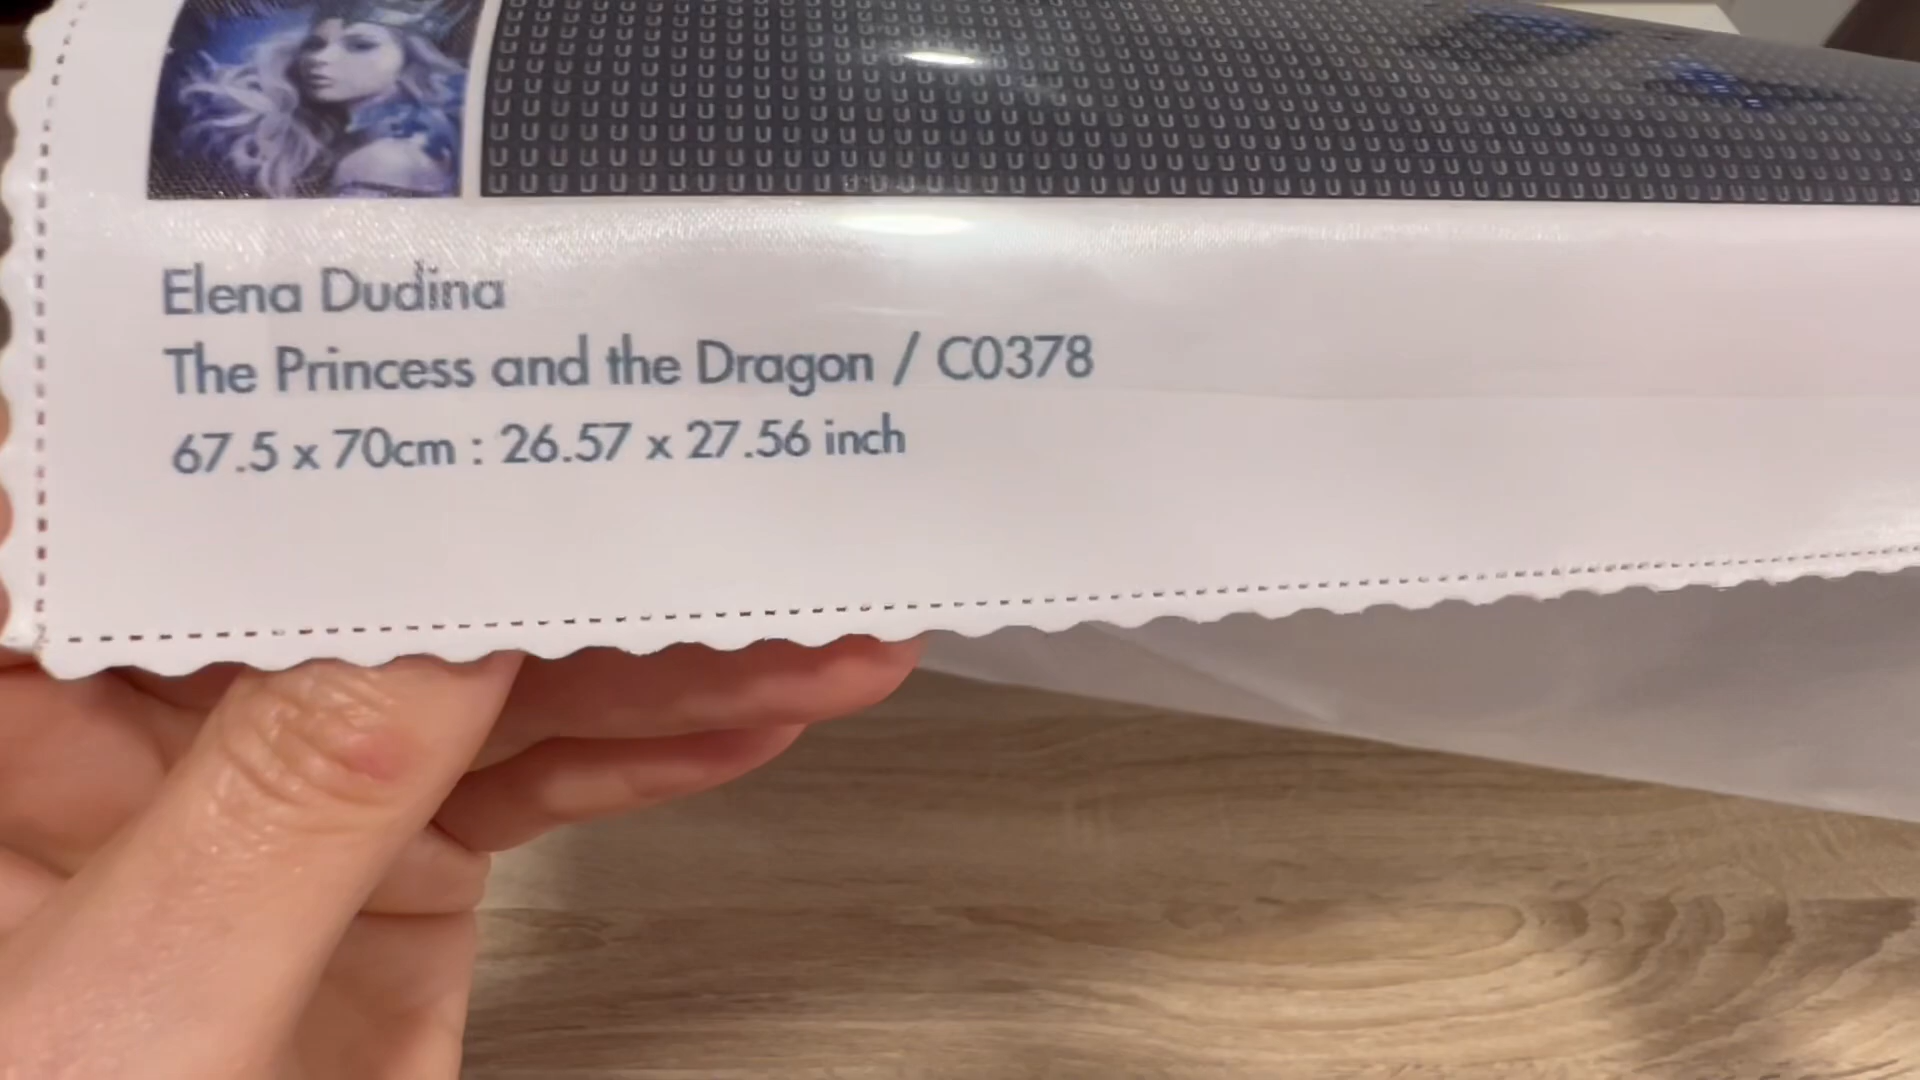 Elena Dudina
The Princess and the Dragon / C0378
67.5 x 70cm : 26.57 x 27.56 inch